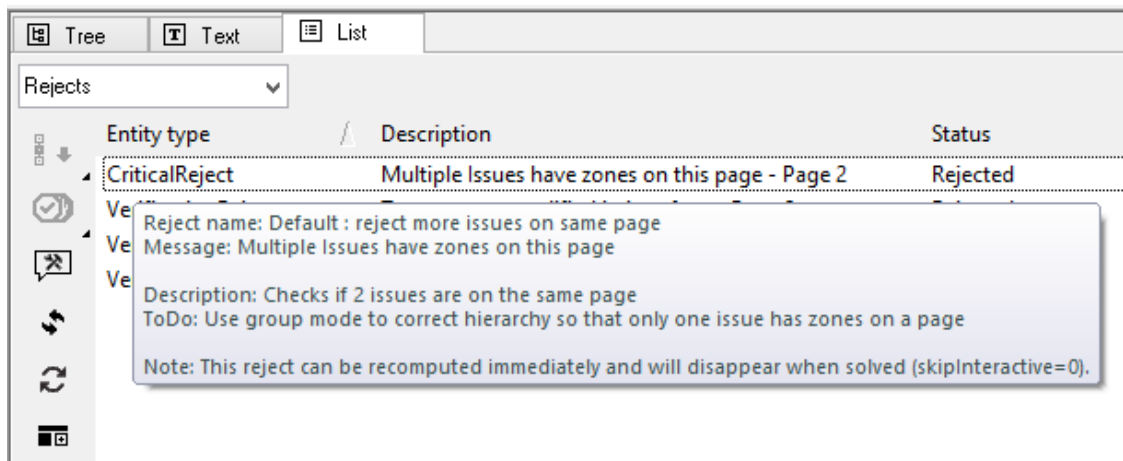 Tree Text List
Rejects
Entity type Description Status
CriticalReject Multiple Issues have zones on this page - Page 2 Rejected
Ve
Reject name: Default : reject more issues on same page
Ve
Message: Multiple Issues have zones on this page
Ve
Description: Checks if 2 issues are on the same page
ToDo: Use group mode to correct hierarchy so that only one issue has zones on a page
Note: This reject can be recomputed immediately and will disappear when solved (skipInteractive=0).